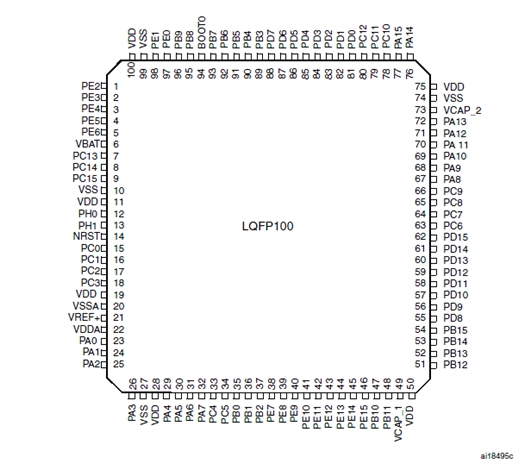 VDD VSS PE1 PE0 PB9 PB8 BOOT0 PB7 PB6 PB5 PB4 PB3 PD7 PD6 PD5 PD4 PD3 PD2 PD1 PD0 PC12 PC11 PC10 PA15 PA14
100 99 98 97 96 95 94 93 92 91 90 89 88 87 86 85 84 83 82 81 80 79 78 77 76
PE2 1 75 VDD
PE3 2 74 VSS
PE4 3 73 VCAP_2
PE5 4 72 PA13
PE6 5 71 PA12
VBAT 6 70 PA 11
PC13 7 69 PA10
PC14 8 68 PA9
PC15 9 67 PA8
VSS 10 66 PC9
VDD 11 65 PC8
PH0 12 64 PC7
PH1 13 63 PC6
NRST 14 62 PD15
PC0 15 61 PD14
PC1 16 60 PD13
PC2 17 59 PD12
PC3 18 58 PD11
VDD 19 57 PD10
VSSA 20 56 PD9
VREF+ 21 55 PD8
VDDA 22 54 PB15
PA0 23 53 PB14
PA1 24 52 PB13
PA2 25 51 PB12
LQFP100
26 27 28 29 30 31 32 33 34 35 36 37 38 39 40 41 42 43 44 45 46 47 48 49 50
PA3 VSS VDD PA4 PA5 PA6 PA7 PC4 PC5 PB0 PB1 PB2 PE7 PE8 PE9 PE10 PE11 PE12 PE13 PE14 PE15 PB10 PB11 VCAP_1 VDD
ai18495c